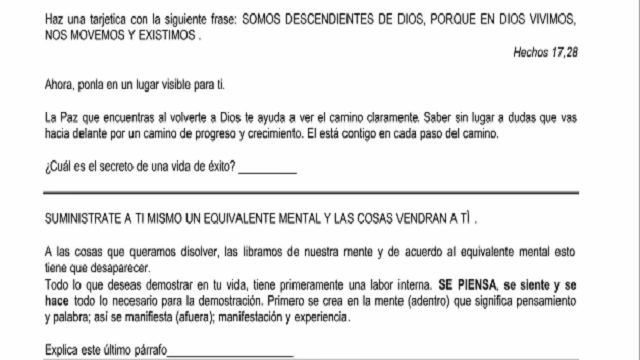 Haz una tarjetica con la siguiente frase: SOMOS DESCENDIENTES DE DIOS, PORQUE EN DIOS VIVIMOS,
NOS MOVEMOS Y EXISTIMOS .
Hechos 17,28
Ahora, ponla en un lugar visible para ti.
La Paz que encuentras al volverte a Dios te ayuda a ver el camino claramente. Saber sin lugar a dudas que vas
hacia delante por un camino de progreso y crecimiento. El está contigo en cada paso del camino.
¿Cuál es el secreto de una vida de éxito? __________
SUMINISTRATE A TI MISMO UN EQUIVALENTE MENTAL Y LAS COSAS VENDRAN A TÌ .
A las cosas que queramos disolver, las libramos de nuestra mente y de acuerdo al equivalente mental esto
tiene que desaparecer.
Todo lo que deseas demostrar en tu vida, tiene primeramente una labor interna. SE PIENSA, se siente y se
hace todo lo necesario para la demostración. Primero se crea en la mente (adentro) que significa pensamiento
y palabra; así se manifiesta (afuera); manifestación y experiencia.
Explica este último párrafo______________________